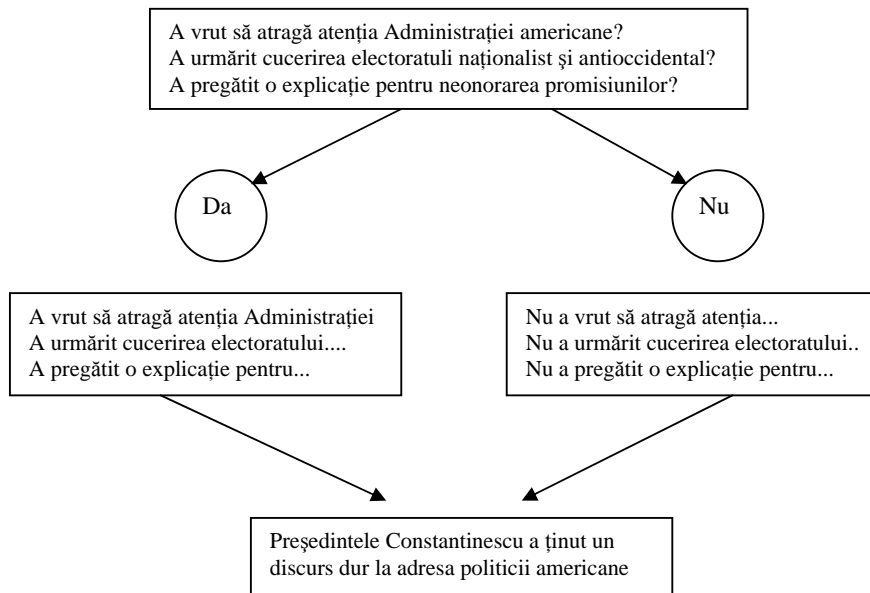 A vrut să atragă atenția Administrației americane?
A urmărit cucerirea electoratuli naționalist și antioccidental?
A pregătit o explicație pentru neonorarea promisiunilor?
Da
Nu
A vrut să atragă atenția Administrației
A urmărit cucerirea electoratului....
A pregătit o explicație pentru...
Nu a vrut să atragă atenția...
Nu a urmărit cucerirea electoratului..
Nu a pregătit o explicație pentru...
Președintele Constantinescu a ținut un
discurs dur la adresa politicii americane